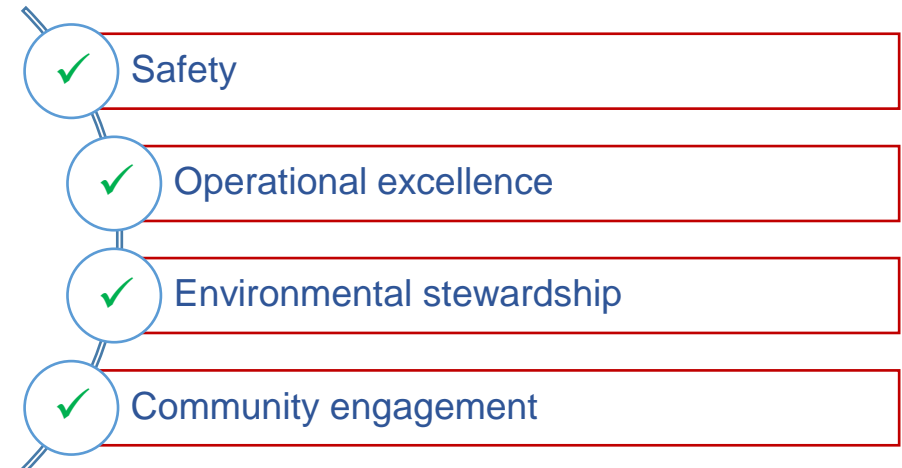 Safety
Operational excellence
Environmental stewardship
Community engagement